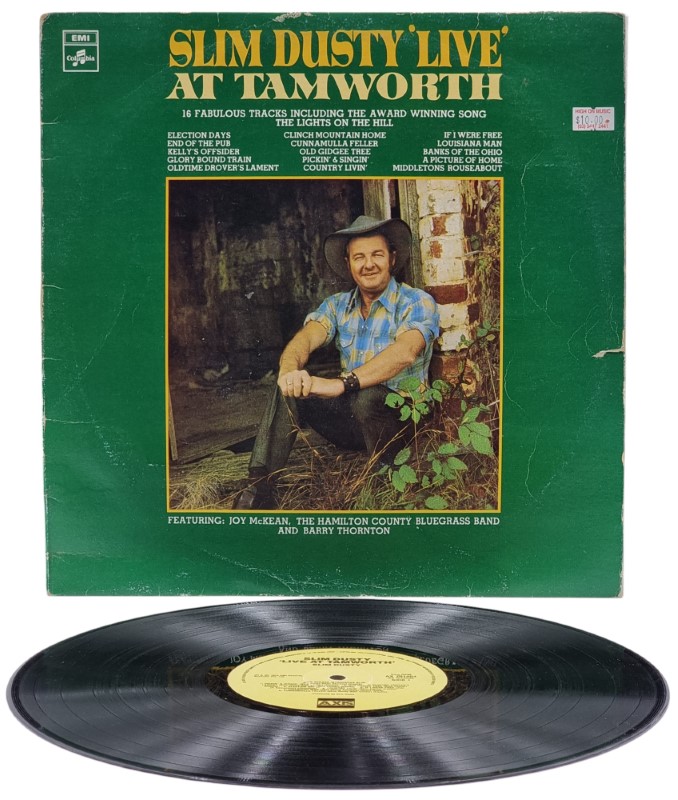 EMI
Columbia
SLIM DUSTY 'LIVE'
AT TAMWORTH
16 FABULOUS TRACKS INCLUDING THE AWARD WINNING SONG
THE LIGHTS ON THE HILL
ELECTION DAYS
END OF THE PUB
KELLY'S OFFSIDER
GLORY BOUND TRAIN
OLDTIME DROVER'S LAMENT
CLINCH MOUNTAIN HOME
CUNNAMULLA FELLER
OLD GIDGEE TREE
PICKIN' & SINGIN'
COUNTRY LIVIN'
IF I WERE FREE
LOUISIANA MAN
BANKS OF THE OHIO
A PICTURE OF HOME
MIDDLETONS ROUSEABOUT
$10.00
FEATURING: JOY McKEAN, THE HAMILTON COUNTY BLUEGRASS BAND
AND BARRY THORNTON
SLIM DUSTY
'LIVE AT TAMWORTH'
SLIM DUSTY
AXIS